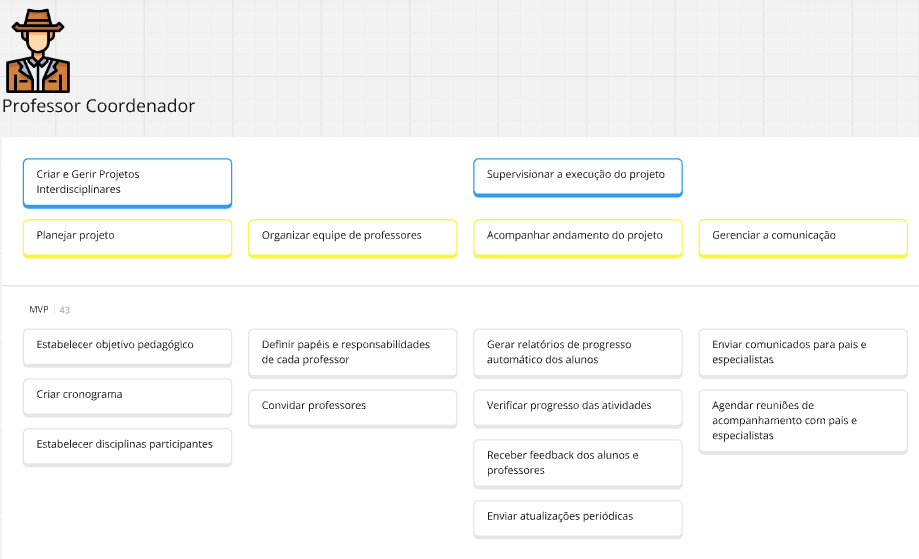 Professor Coordenador
Criar e Gerir Projetos
Interdisciplinares
Supervisionar a execução do projeto
Planejar projeto
Organizar equipe de professores
Acompanhar andamento do projeto
Gerenciar a comunicação
MVP 43
Estabelecer objetivo pedagógico
Criar cronograma
Estabelecer disciplinas participantes
Definir papéis e responsabilidades
de cada professor
Convidar professores
Gerar relatórios de progresso
automático dos alunos
Verificar progresso das atividades
Receber feedback dos alunos e
professores
Enviar atualizações periódicas
Enviar comunicados para pais e
especialistas
Agendar reuniões de
acompanhamento com pais e
especialistas